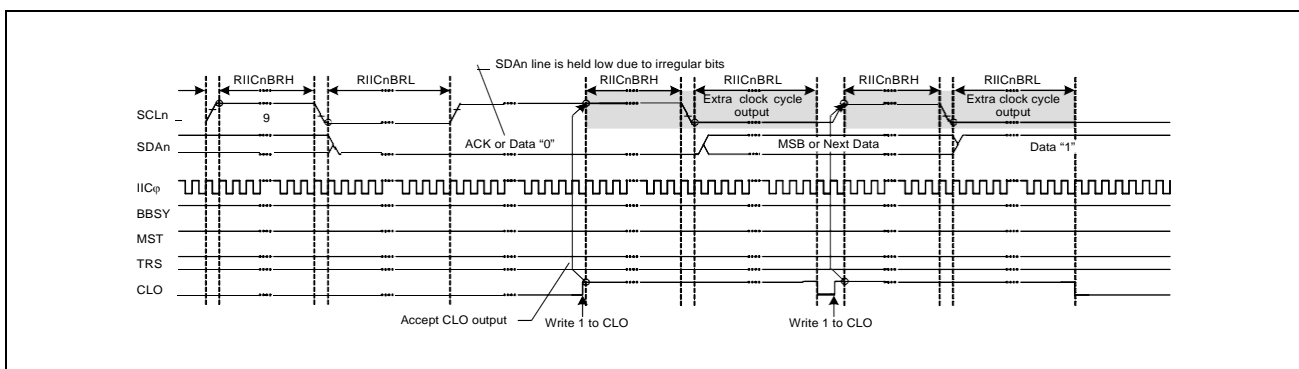 SDAn line is held low due to irregular bits
RIICnBRH RIICnBRL RIICnBRH RIICnBRL RIICnBRH RIICnBRL
SCLn 9 Extra clock cycle output Extra clock cycle output
SDAn ACK or Data “0” MSB or Next Data Data “1”
IICφ
BBSY
MST
TRS
CLO
Accept CLO output Write 1 to CLO Write 1 to CLO